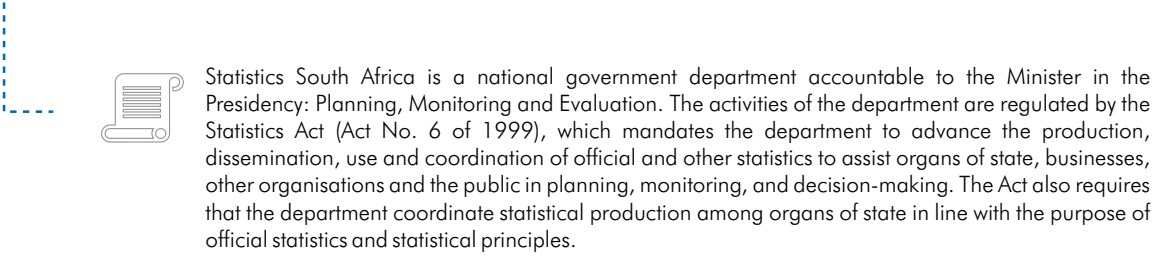 Statistics South Africa is a national government department accountable to the Minister in the
Presidency: Planning, Monitoring and Evaluation. The activities of the department are regulated by the
Statistics Act (Act No. 6 of 1999), which mandates the department to advance the production,
dissemination, use and coordination of official and other statistics to assist organs of state, businesses,
other organisations and the public in planning, monitoring, and decision-making. The Act also requires
that the department coordinate statistical production among organs of state in line with the purpose of
official statistics and statistical principles.